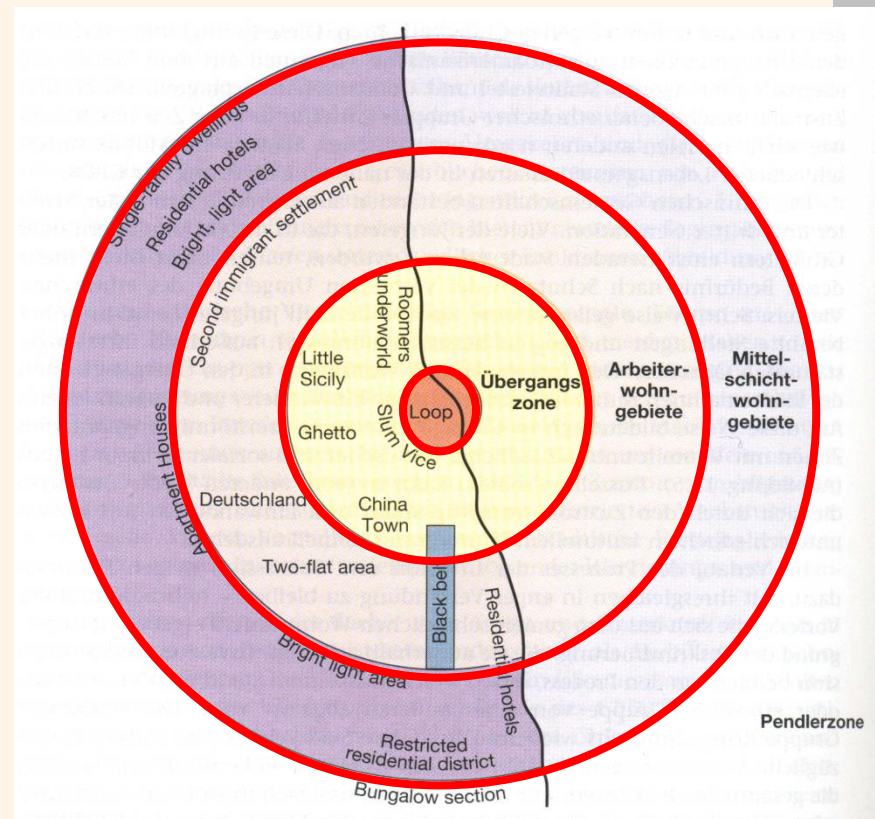 Single-family dwellings
Residential hotels
Bright, light area
Second immigrant settlement
underworld
Roomers
Little
Sicily
Loop
Übergangs
zone
Arbeiter-
wohn-
gebiete
Mittel-
schicht-
wohn-
gebiete
Ghetto
Slum Vice
Apartment Houses
Deutschland
China
Town
Two-flat area
Black bel
Residential hotels
Bright light area
Restricted
residential district
Bungalow section
Pendlerzone